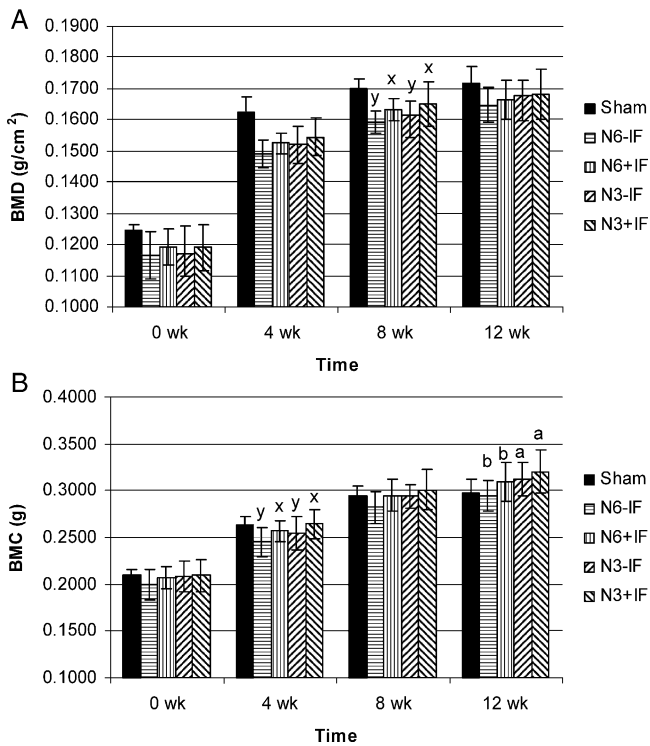 A
0.1900
0.1800
0.1700
0.1600
0.1500
0.1400
0.1300
0.1200
0.1100
0.1000
BMD (g/cm²)
y x y x
0 wk 4 wk 8 wk 12 wk
Time
Sham
N6-IF
N6+IF
N3-IF
N3+IF
B
0.4000
0.3500
0.3000
0.2500
0.2000
0.1500
0.1000
BMC (g)
y x y x
b b a a
0 wk 4 wk 8 wk 12 wk
Time
Sham
N6-IF
N6+IF
N3-IF
N3+IF